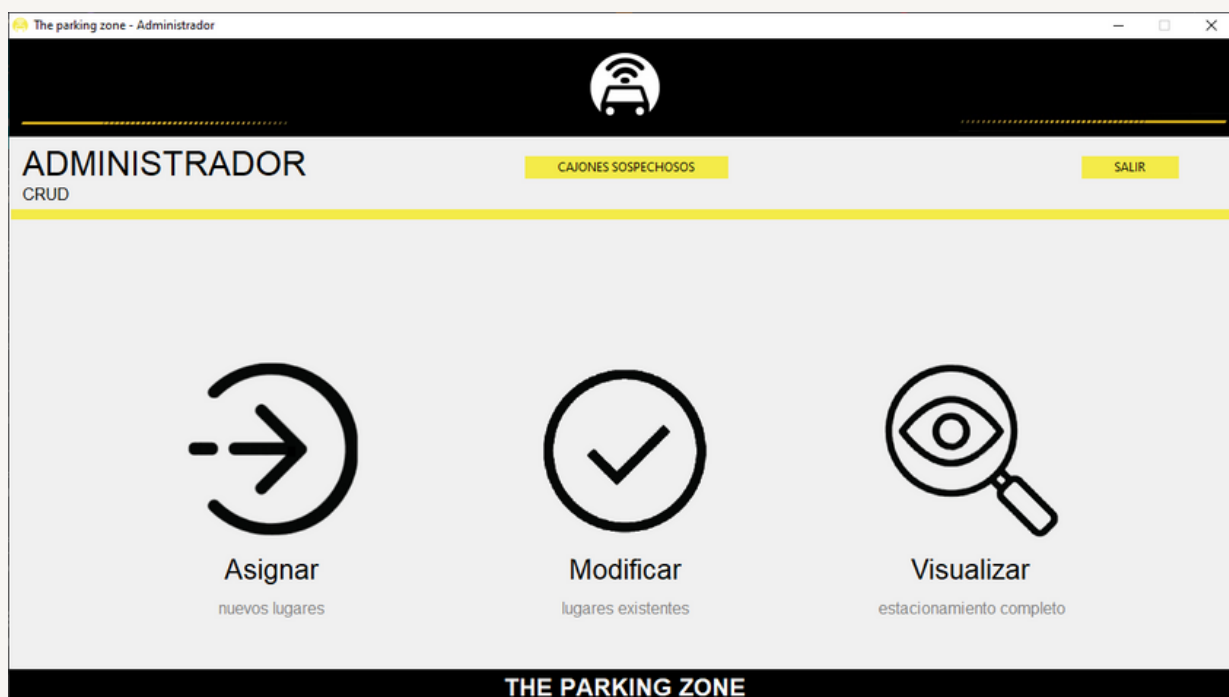 The parking zone - Administrador
ADMINISTRADOR
CAJONES SOSPECHOSOS
SALIR
CRUD
Asignar
Modificar
Visualizar
nuevos lugares
lugares existentes
estacionamiento completo
THE PARKING ZONE